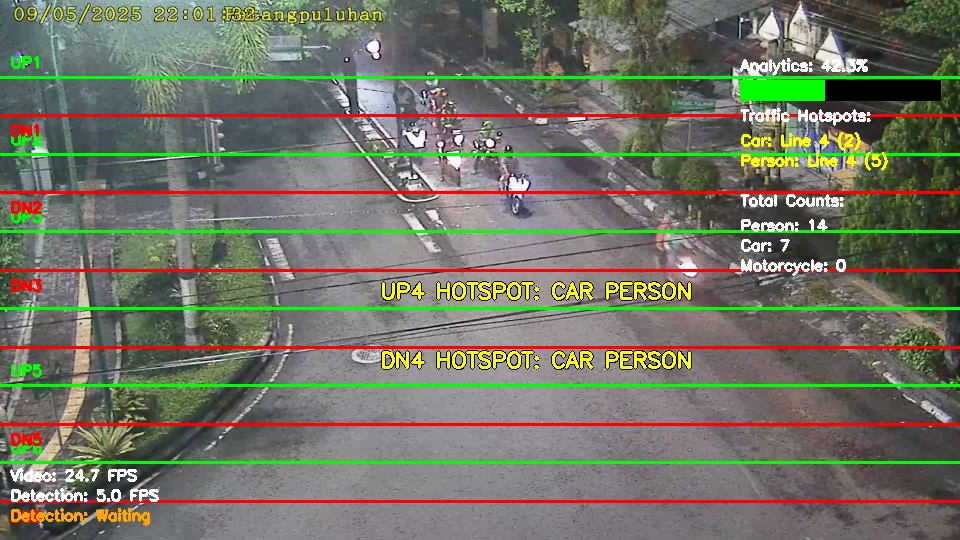 09/05/2025 22:01
UP1
Analytics: 42.3%
Traffic Hotspots:
DN1
UP2
Car: Line 4 (2)
Person: Line 4 (5)
Total Counts:
DN2
UP3
Person: 14
Car: 7
Motorcycle: 0
DN3
UP4 HOTSPOT: CAR PERSON
DN4 HOTSPOT: CAR PERSON
UP5
DN5
UP6
Video: 24.7 FPS
Detection: 5.0 FPS
Detection: Waiting